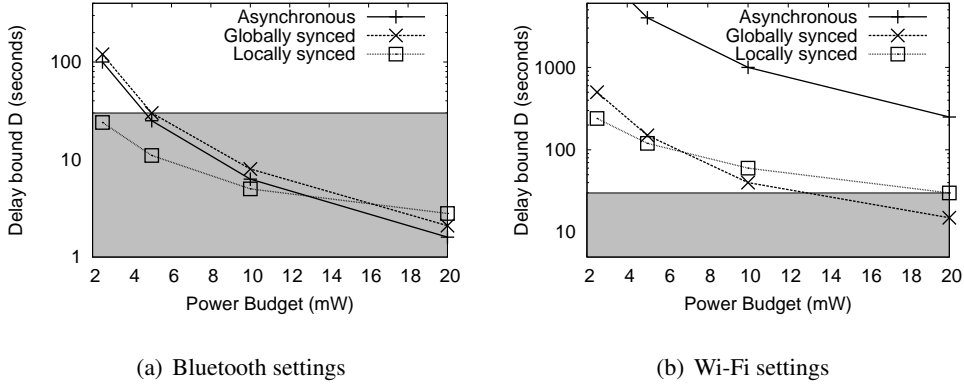 Asynchronous
Globally synced
Locally synced
100
10
1
Delay bound D (seconds)
2 4 6 8 10 12 14 16 18 20
Power Budget (mW)
(a) Bluetooth settings
Asynchronous
Globally synced
Locally synced
1000
100
10
Delay bound D (seconds)
2 4 6 8 10 12 14 16 18 20
Power Budget (mW)
(b) Wi-Fi settings